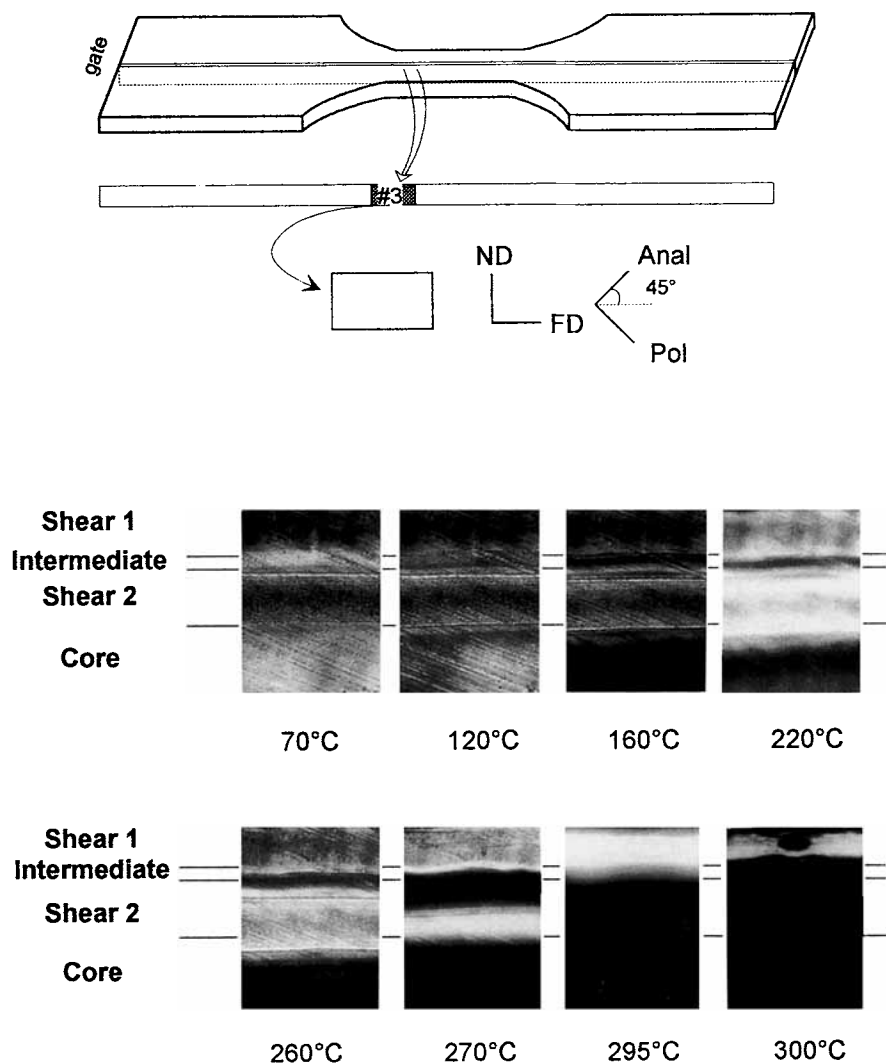 gate
#3
ND
Anal
45°
FD
Pol
Shear 1
Intermediate
Shear 2
Core
70°C 120°C 160°C 220°C
Shear 1
Intermediate
Shear 2
Core
260°C 270°C 295°C 300°C